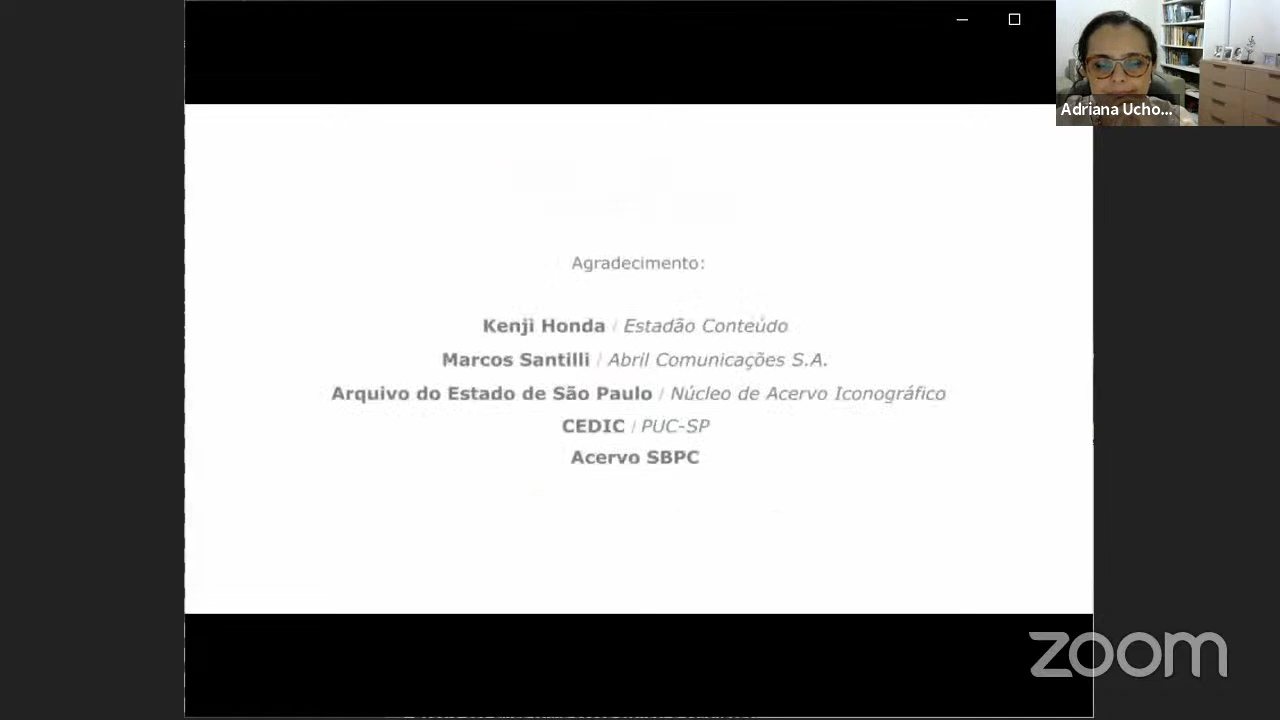 Adriana Ucho...
Agradecimento:
Kenji Honda / Estadão Conteúdo
Marcos Santilli / Abril Comunicações S.A.
Arquivo do Estado de São Paulo / Núcleo de Acervo Iconográfico
CEDIC / PUC-SP
Acervo SBPC
zoom